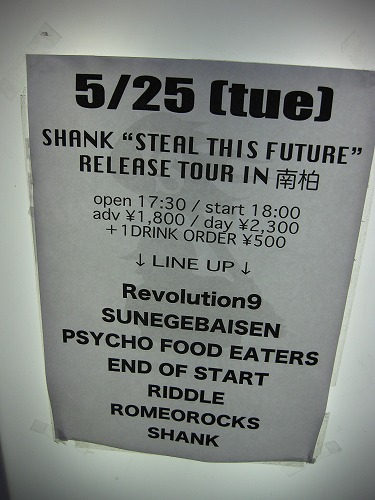 5/25 (tue)
SHANK "STEAL THIS FUTURE"
RELEASE TOUR IN 南柏
open 17:30 / start 18:00
adv ¥1,800 / day ¥2,300
+1DRINK ORDER ¥500
↓ LINE UP ↓
Revolution9
SUNEGEBAISEN
PSYCHO FOOD EATERS
END OF START
RIDDLE
ROMEOROCKS
SHANK